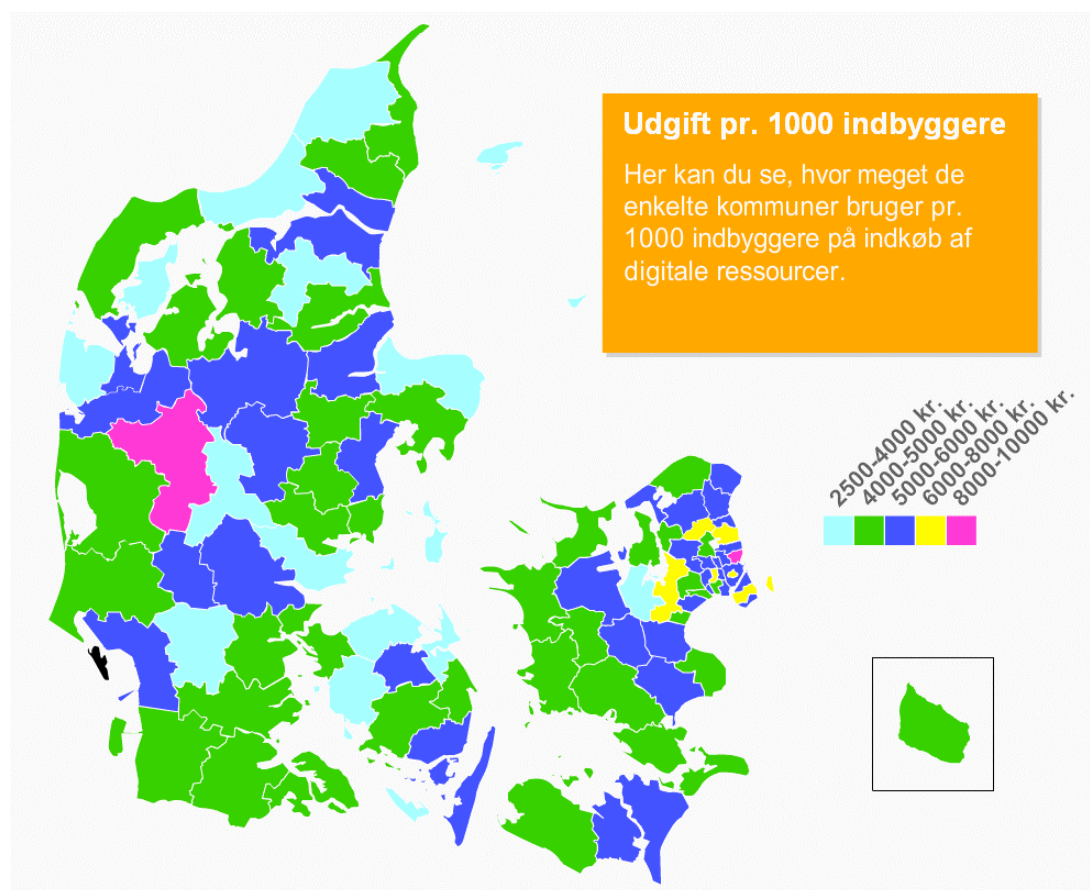 Udgift pr. 1000 indbyggere
Her kan du se, hvor meget de
enkelte kommuner bruger pr.
1000 indbyggere på indkøb af
digitale ressourcer.
2500-4000 kr.
4000-5000 kr.
5000-6000 kr.
6000-8000 kr.
8000-10000 kr.